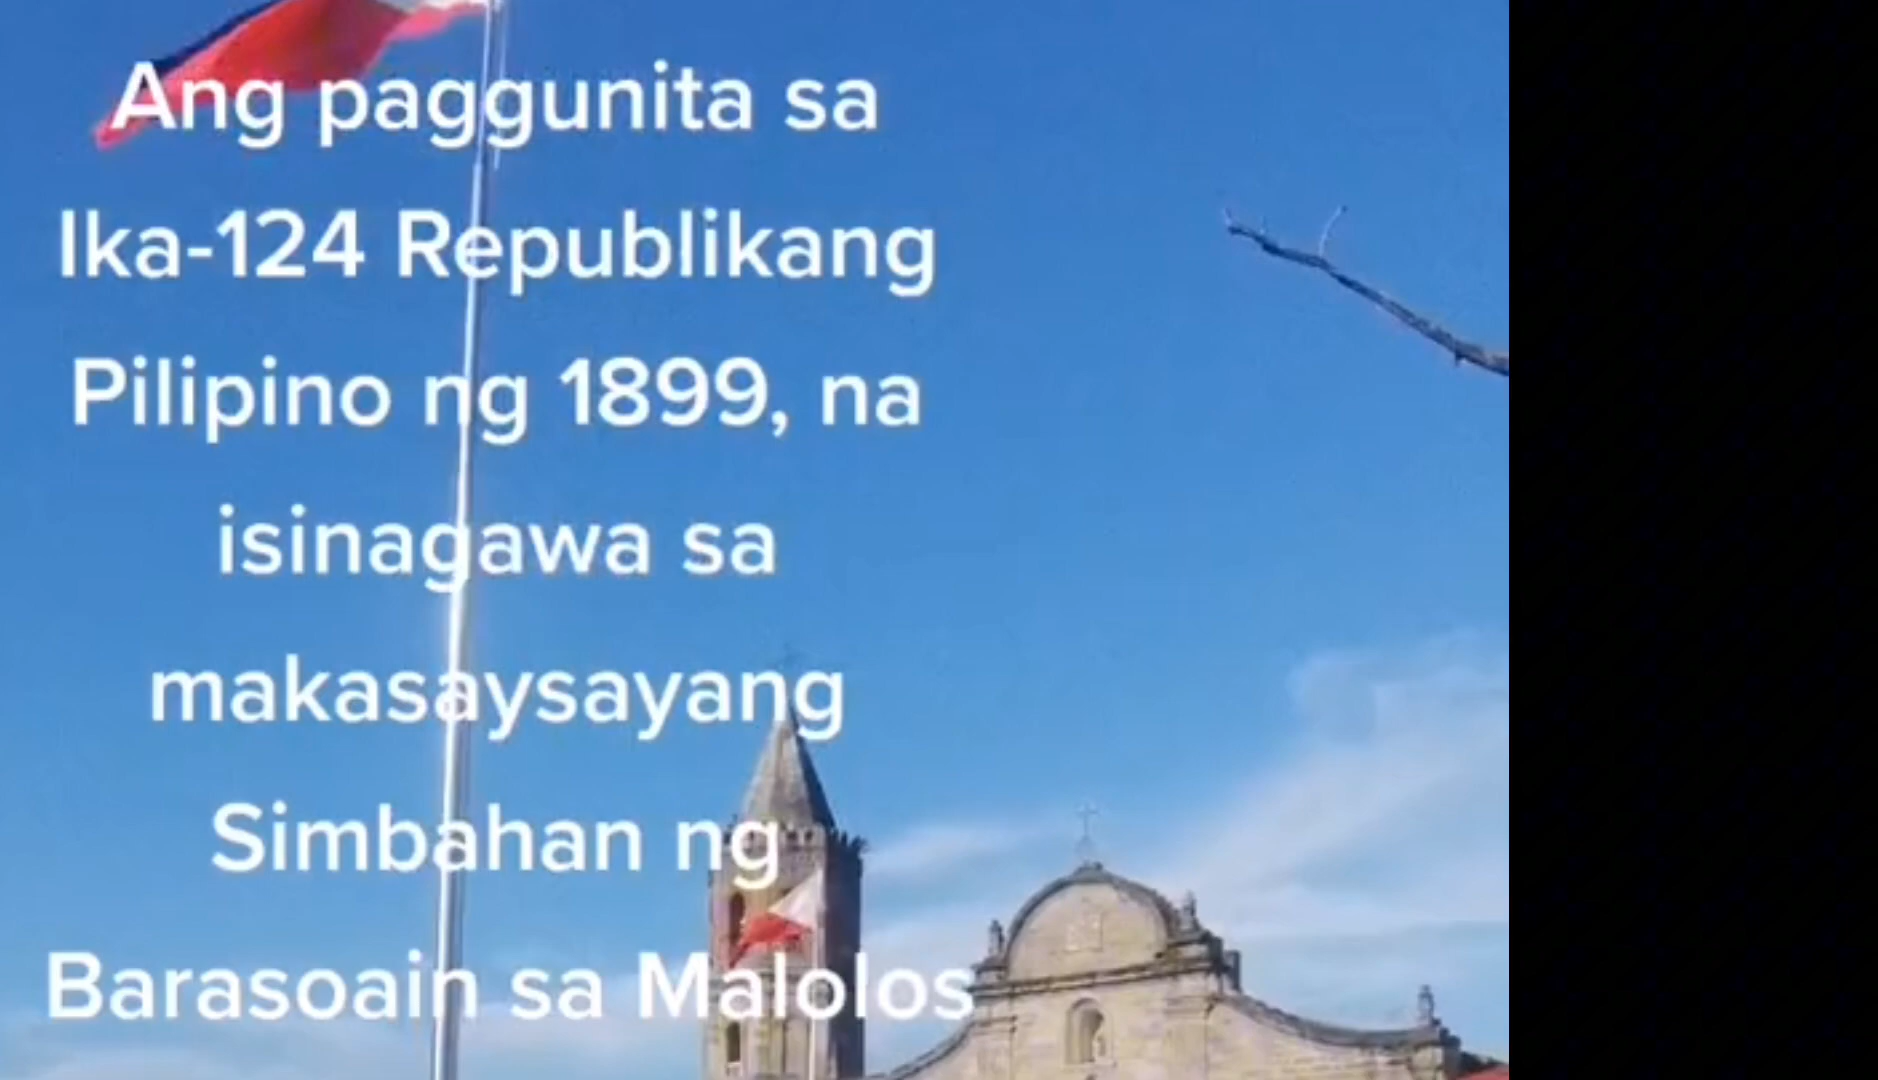 Ang paggunita sa
Ika-124 Republikang
Pilipino ng 1899, na
isinagawa sa
makasaysayang
Simbahan ng
Barasoain sa Malolos